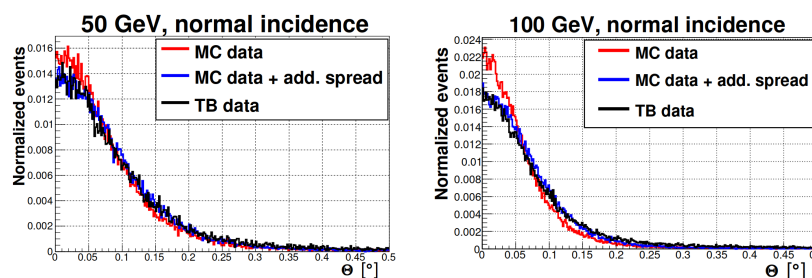 50 GeV, normal incidence
Normalized events
0.016
0.014
0.012
0.01
0.008
0.006
0.004
0.002
MC data
MC data + add. spread
TB data
0 0.05 0.1 0.15 0.2 0.25 0.3 0.35 0.4 0.45 0.5
Θ [°]
100 GeV, normal incidence
Normalized events
0.024
0.022
0.02
0.018
0.016
0.014
0.012
0.01
0.008
0.006
0.004
0.002
0
MC data
MC data + add. spread
TB data
0 0.05 0.1 0.15 0.2 0.25 0.3 0.35 0.4 0.45
Θ [°]